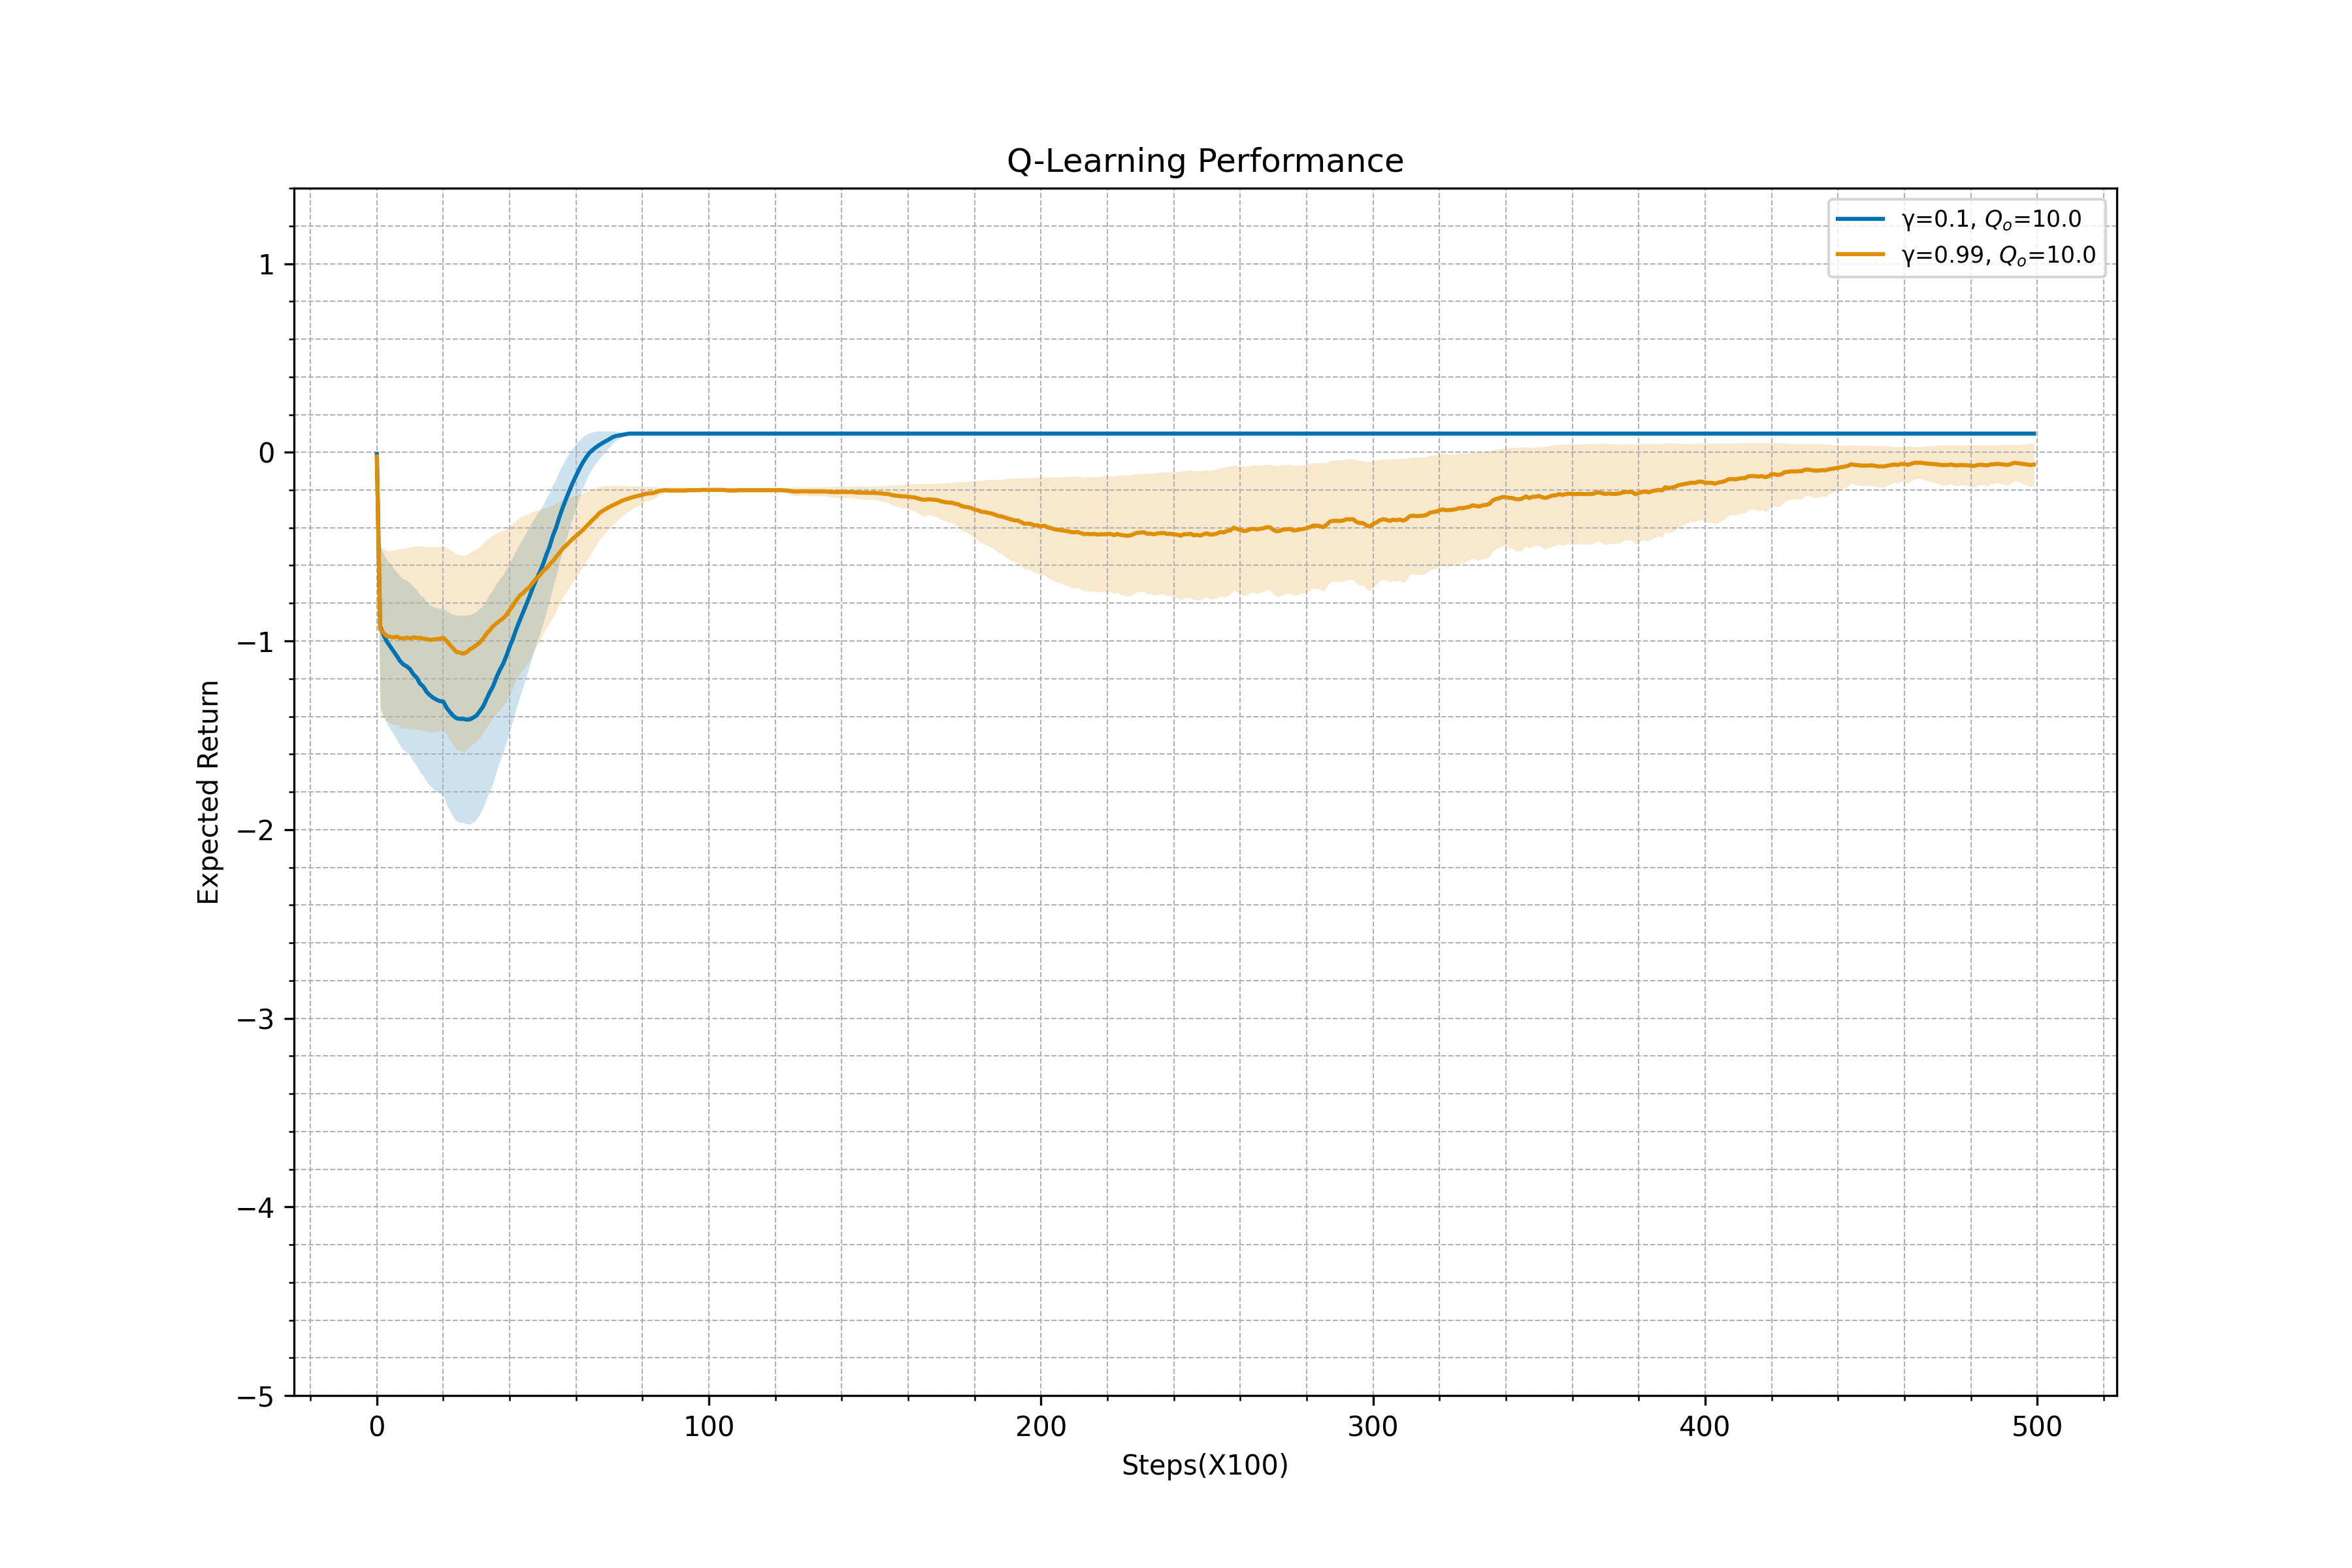 Q-Learning Performance
γ=0.1, Qo=10.0
γ=0.99, Qo=10.0
1
0
−1
−2
−3
−4
−5
Expected Return
0 100 200 300 400 500
Steps(X100)